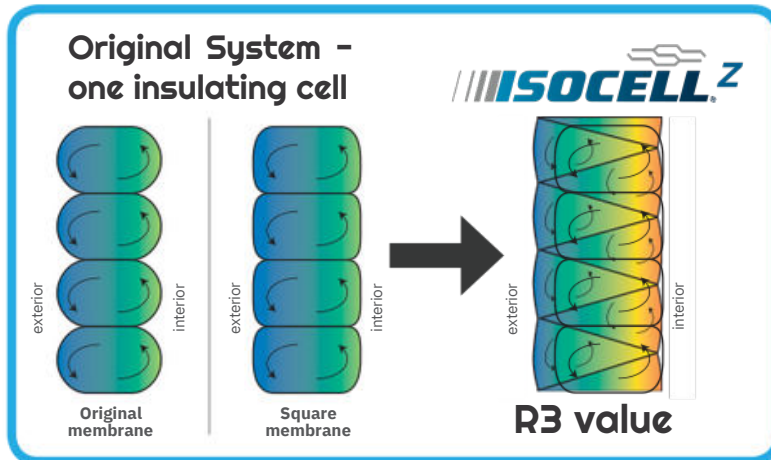 Original System -
one insulating cell
ISOCELL® Z
exterior
interior
exterior
interior
exterior
interior
Original
membrane
Square
membrane
R3 value